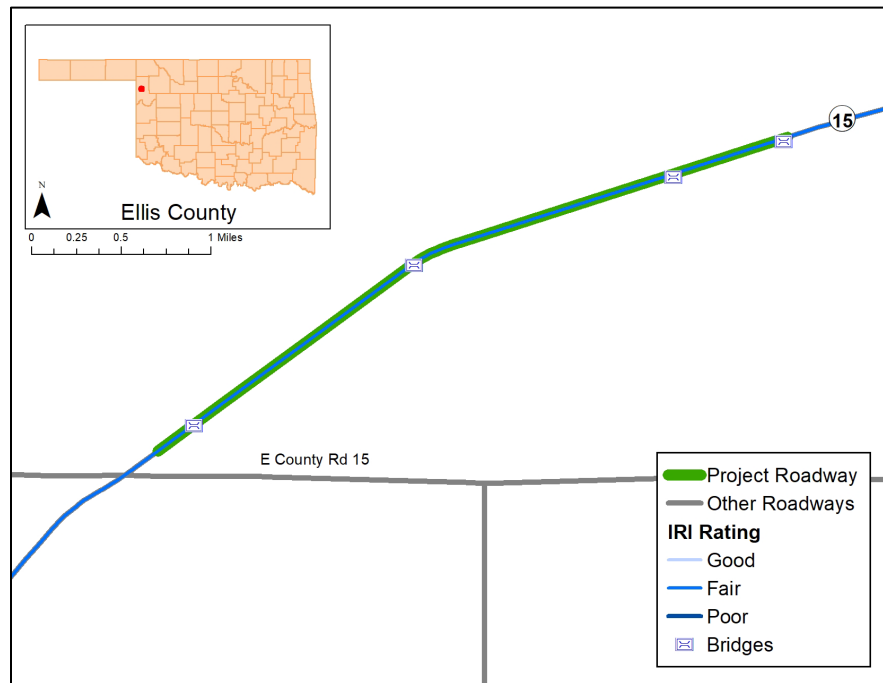 N
Ellis County
0 0.25 0.5 1 Miles
15
E County Rd 15
Project Roadway
Other Roadways
IRI Rating
Good
Fair
Poor
Bridges